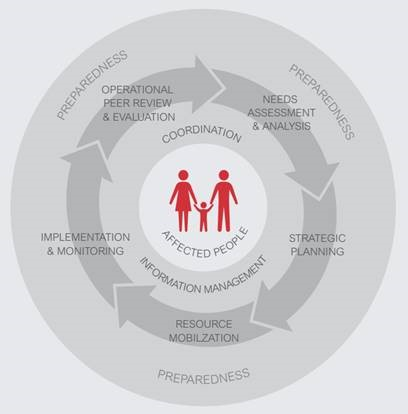 PREPAREDNESS
PREPAREDNESS
OPERATIONAL
PEER REVIEW
& EVALUATION
NEEDS
ASSESSMENT
& ANALYSIS
COORDINATION
AFFECTED PEOPLE
IMPLEMENTATION
& MONITORING
STRATEGIC
PLANNING
INFORMATION MANAGEMENT
RESOURCE
MOBILZATION
PREPAREDNESS